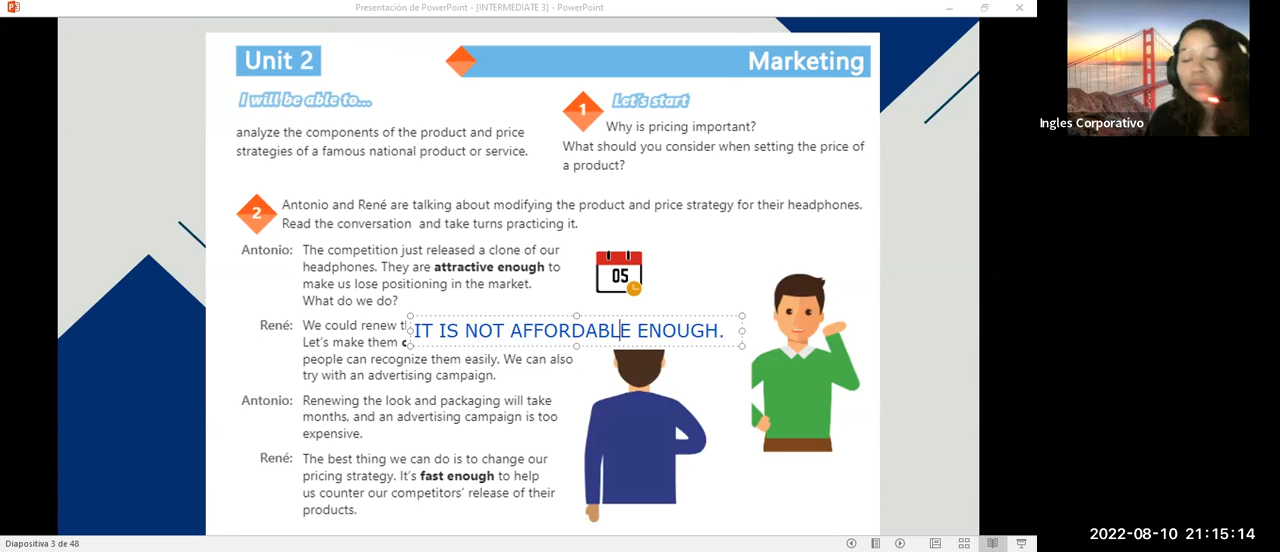 Presentación de PowerPoint - [INTERMEDIATE 3] - PowerPoint
Unit 2
Marketing
I will be able to...
analyze the components of the product and price
strategies of a famous national product or service.
1
Let's start
Why is pricing important?
What should you consider when setting the price of
a product?
2
Antonio and René are talking about modifying the product and price strategy for their headphones.
Read the conversation and take turns practicing it.
Antonio: The competition just released a clone of our
headphones. They are attractive enough to
make us lose positioning in the market.
What do we do?
05
René: We could renew t
IT IS NOT AFFORDABLE ENOUGH.
Let's make them
people can recognize them easily. We can also
try with an advertising campaign.
Antonio: Renewing the look and packaging will take
months, and an advertising campaign is too
expensive.
René: The best thing we can do is to change our
pricing strategy. It's fast enough to help
us counter our competitors' release of their
products.
Diapositiva 3 de 48
Ingles Corporativo
2022-08-10 21:15:14